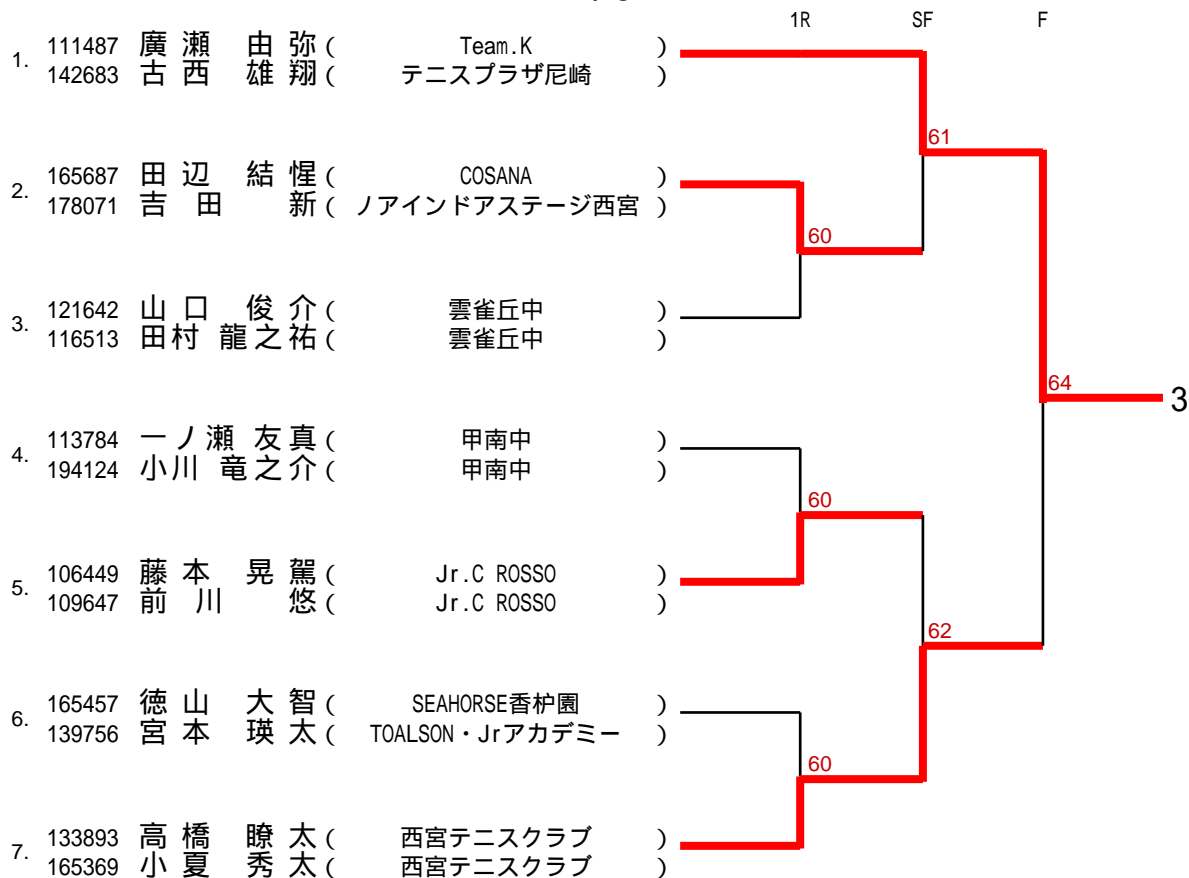 1R SF F
1. 111487 廣瀬 由弥 ( Team.K )
142683 古西 雄翔 ( テニスプラザ尼崎 )
61
2. 165687 田辺 結惺 ( COSANA )
178071 吉田 新 ( ノアインドアステージ西宮 )
60
3. 121642 山口 俊介 ( 雲雀丘中 )
116513 田村 龍之祐 ( 雲雀丘中 )
64 3
4. 113784 一ノ瀬 友真 ( 甲南中 )
194124 小川 竜之介 ( 甲南中 )
60
5. 106449 藤本 晃駕 ( Jr.C ROSSO )
109647 前川 悠 ( Jr.C ROSSO )
62
6. 165457 徳山 大智 ( SEAHORSE香枦園 )
139756 宮本 瑛太 ( TOALSON・Jrアカデミー )
60
7. 133893 高橋 瞭太 ( 西宮テニスクラブ )
165369 小夏 秀太 ( 西宮テニスクラブ )